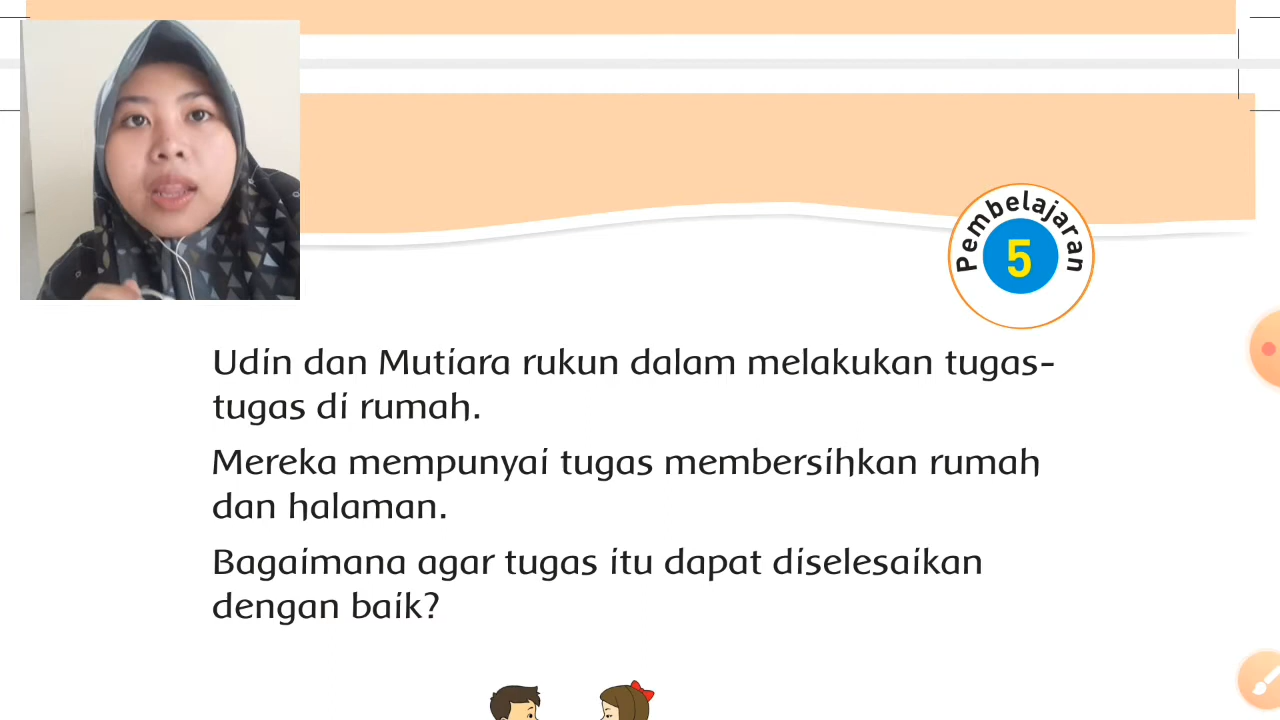 Pembelajaran
5
Udin dan Mutiara rukun dalam melakukan tugas-
tugas di rumah.
Mereka mempunyai tugas membersihkan rumah
dan halaman.
Bagaimana agar tugas itu dapat diselesaikan
dengan baik?